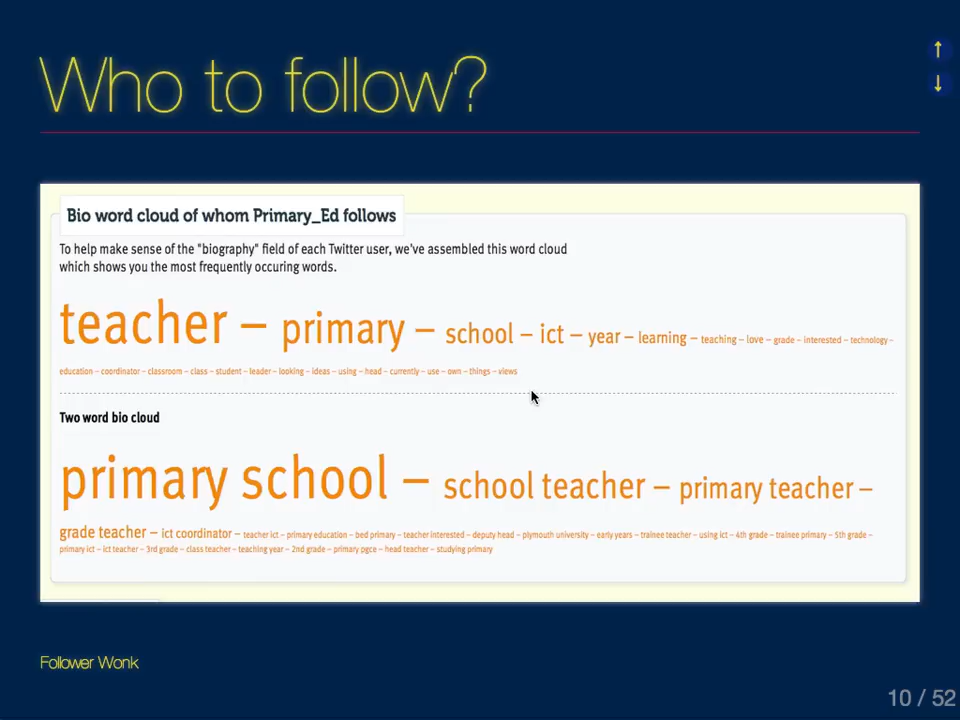 Who to follow?
↑
↓
Bio word cloud of whom Primary_Ed follows
To help make sense of the "biography" field of each Twitter user, we've assembled this word cloud
which shows you the most frequently occuring words.
teacher – primary – school – ict – year – learning – teaching – love – grade – interested – technology –
education – coordinator – classroom – class – student – leader – looking – ideas – using – head – currently – use – own – things – views
Two word bio cloud
primary school – school teacher – primary teacher –
grade teacher – ict coordinator – teacher ict – primary education – bed primary – teacher interested – deputy head – plymouth university – early years – trainee teacher – using ict – 4th grade – trainee primary – 5th grade –
primary ict – ict teacher – 3rd grade – class teacher – teaching year – 2nd grade – primary pgce – head teacher – studying primary
Follower Wonk
10 / 52